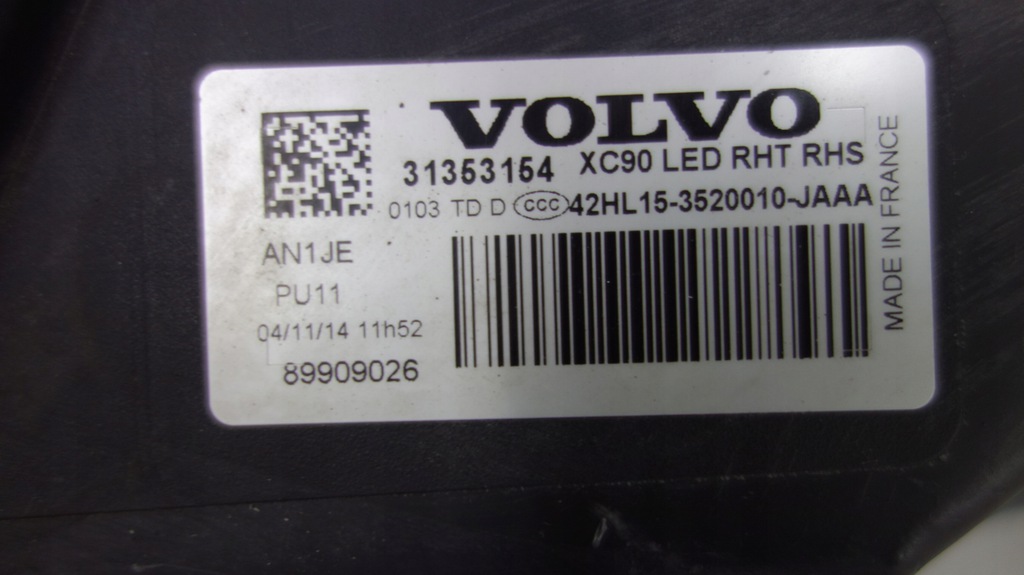 VOLVO
31353154 XC90 LED RHT RHS
0103 TD D CCC 42HL15-3520010-JAAA
AN1JE
PU11
04/11/14 11h52
89909026
MADE IN FRANCE